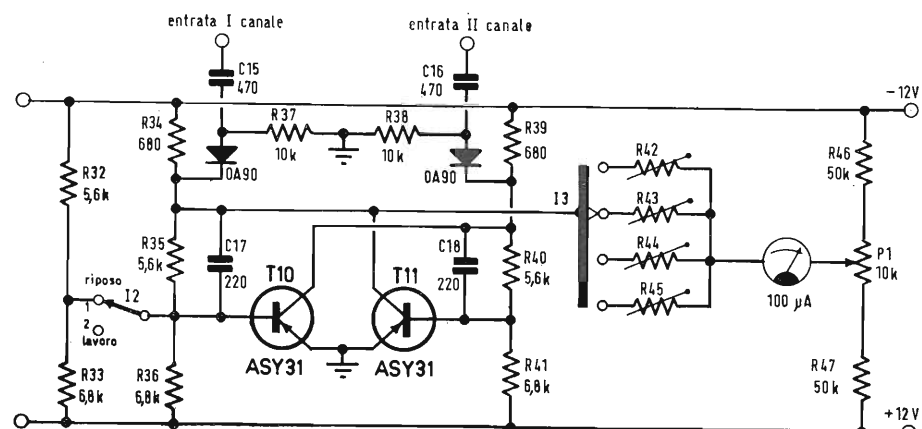 entrata I canale
entrata II canale
C15
470
C16
470
-12V
R34
680
R37
10k
R38
10k
R39
680
R46
50k
R32
5,6k
0A90
0A90
R42
I3
R43
R35
5,6k
C17
220
C18
220
R40
5,6k
R44
P1
10k
riposo
1
I2
2
lavoro
T10
T11
R45
100 µA
R33
6,8k
R36
6,8k
ASY31
ASY31
R41
6,8k
R47
50k
+12V